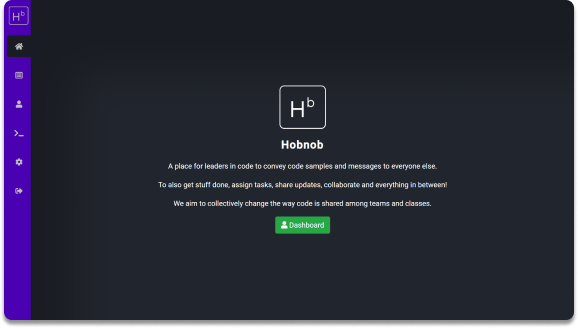 Hb
Hb
Hobnob
A place for leaders in code to convey code samples and messages to everyone else.
To also get stuff done, assign tasks, share updates, collaborate and everything in between!
We aim to collectively change the way code is shared among teams and classes.
Dashboard